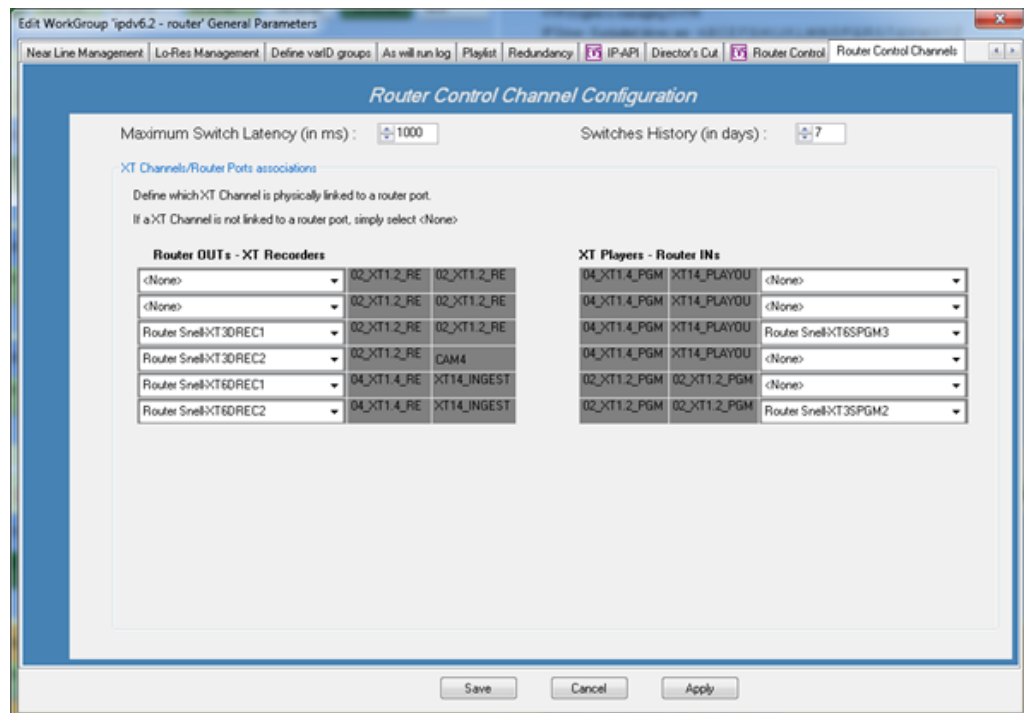 Edit WorkGroup 'ipdv6.2 - router' General Parameters
Near Line Management Lo-Res Management Define varID groups As will run log Playlist Redundancy EVS IP-API Director's Cut EVS Router Control Router Control Channels
Router Control Channel Configuration
Maximum Switch Latency (in ms) : 1000 Switches History (in days) : 7
XT Channels/Router Ports associations
Define which XT Channel is physically linked to a router port.
If a XT Channel is not linked to a router port, simply select <None>
Router OUTs - XT Recorders XT Players - Router INs
<None> 02_XT1.2_RE 02_XT1.2_RE 04_XT1.4_PGM XT14_PLAYOU <None>
<None> 02_XT1.2_RE 02_XT1.2_RE 04_XT1.4_PGM XT14_PLAYOU <None>
Router Snell-XT3DREC1 02_XT1.2_RE 02_XT1.2_RE 04_XT1.4_PGM XT14_PLAYOU Router Snell-XT6SPGM3
Router Snell-XT3DREC2 02_XT1.2_RE CAM4 04_XT1.4_PGM XT14_PLAYOU <None>
Router Snell-XT6DREC1 04_XT1.4_RE XT14_INGEST 02_XT1.2_PGM 02_XT1.2_PGM <None>
Router Snell-XT6DREC2 04_XT1.4_RE XT14_INGEST 02_XT1.2_PGM 02_XT1.2_PGM Router Snell-XT3SPGM2
Save Cancel Apply